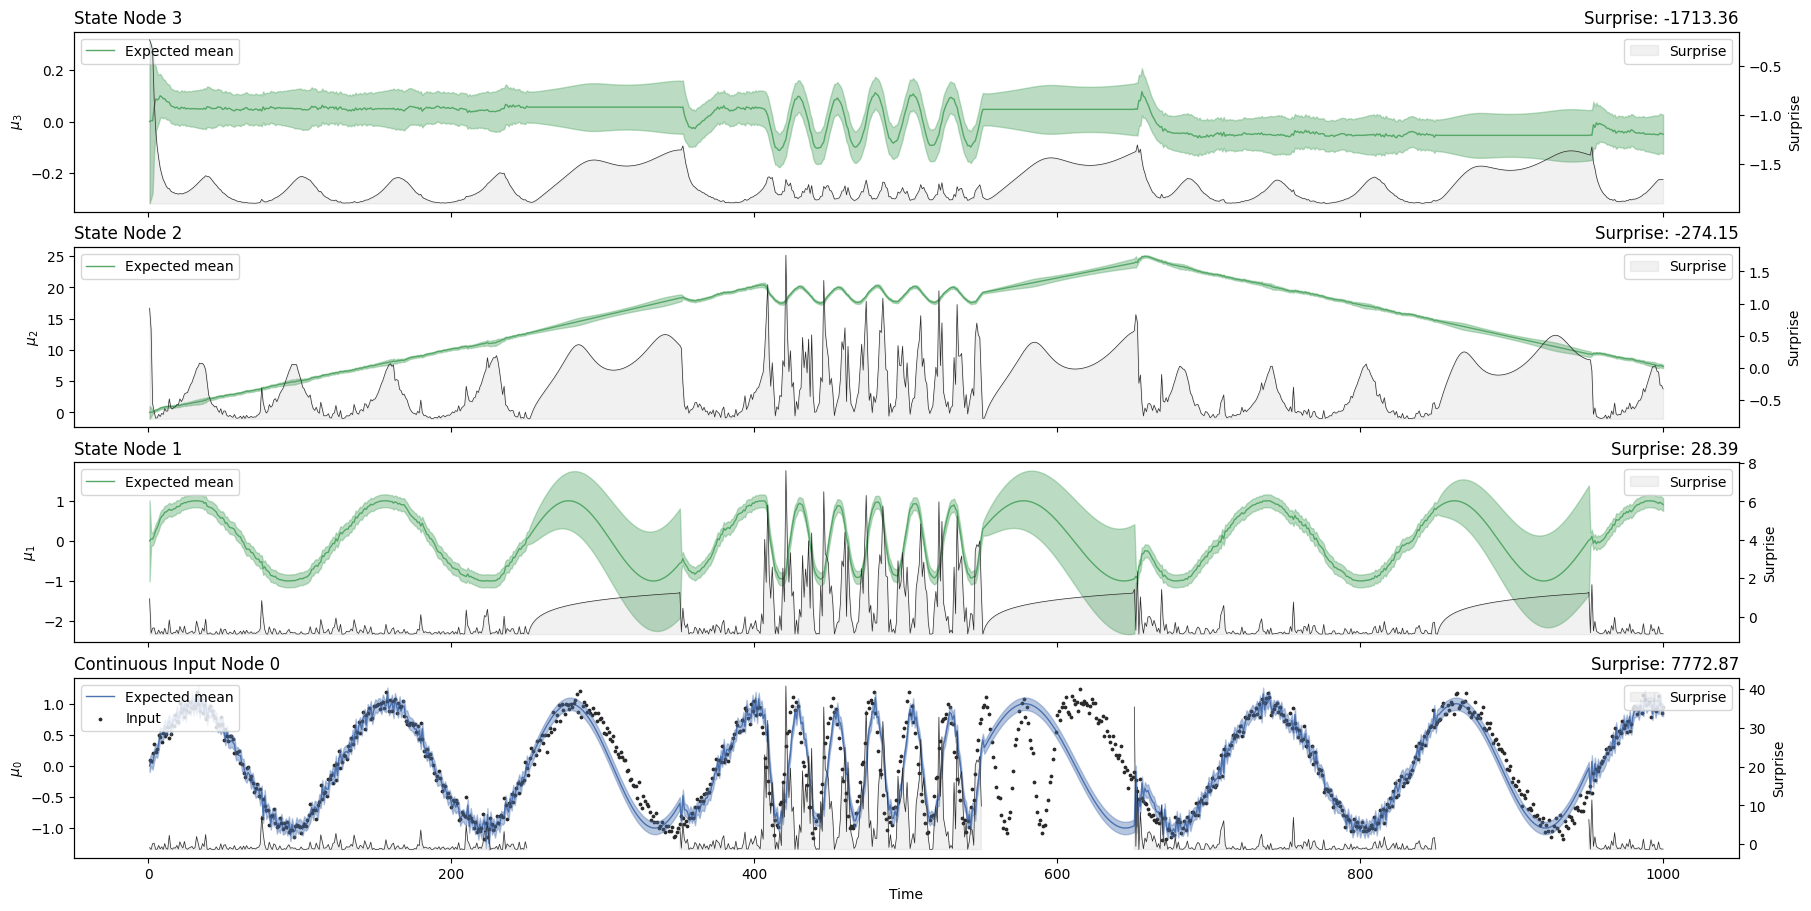 State Node 3
Surprise: -1713.36
Expected mean
Surprise
0.2
0.0
−0.2
μ3
−0.5
−1.0
−1.5
Surprise
State Node 2
Surprise: -274.15
Expected mean
Surprise
25
20
15
10
5
0
μ2
1.5
1.0
0.5
0.0
−0.5
Surprise
State Node 1
Surprise: 28.39
Expected mean
Surprise
1
0
−1
−2
μ1
8
6
4
2
0
Surprise
Continuous Input Node 0
Surprise: 7772.87
Expected mean
Input
Surprise
1.0
0.5
0.0
−0.5
−1.0
μ0
40
30
20
10
0
Surprise
0 200 400 600 800 1000
Time